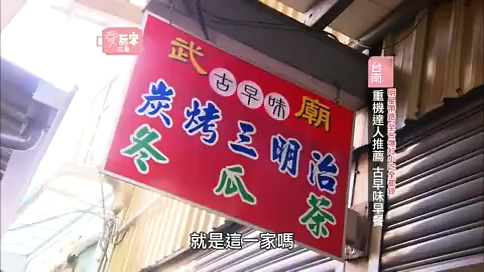 武廟
古早味
炭烤三明治
冬瓜茶
台南
重機達人推薦 古早味早餐
就是這一家嗎